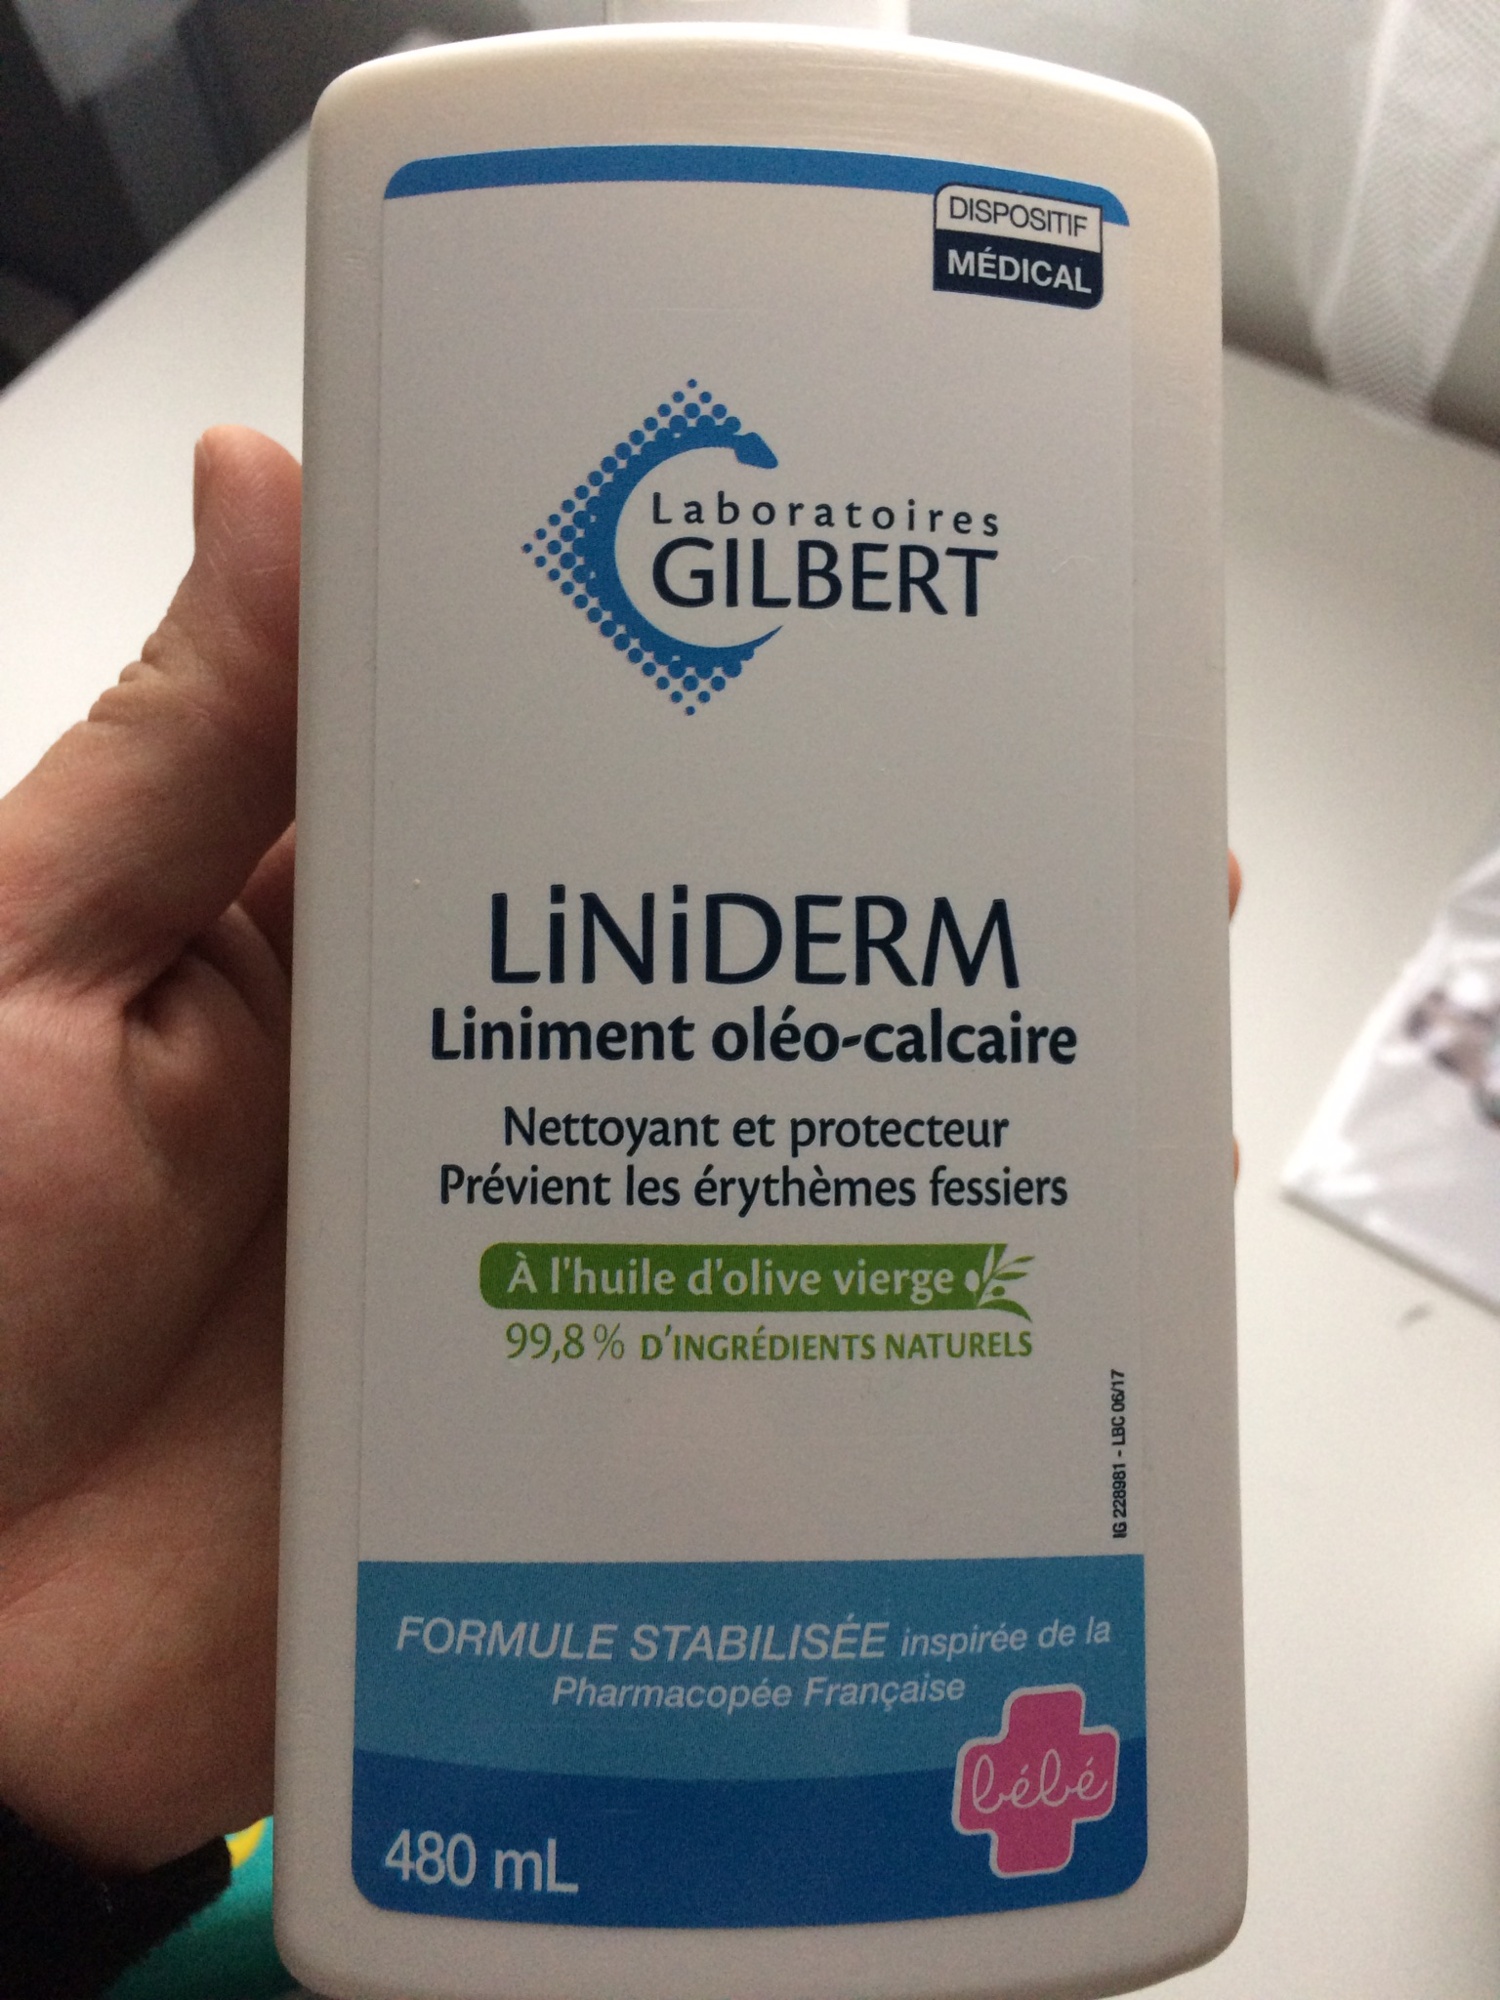 DISPOSITIF
MÉDICAL
Laboratoires
GILBERT
LiNiDERM
Liniment oléo-calcaire
Nettoyant et protecteur
Prévient les érythèmes fessiers
À l'huile d'olive vierge
99,8 % D'INGRÉDIENTS NATURELS
IG 228981 - LBC 06/17
FORMULE STABILISÉE inspirée de la
Pharmacopée Française
bébé
480 mL